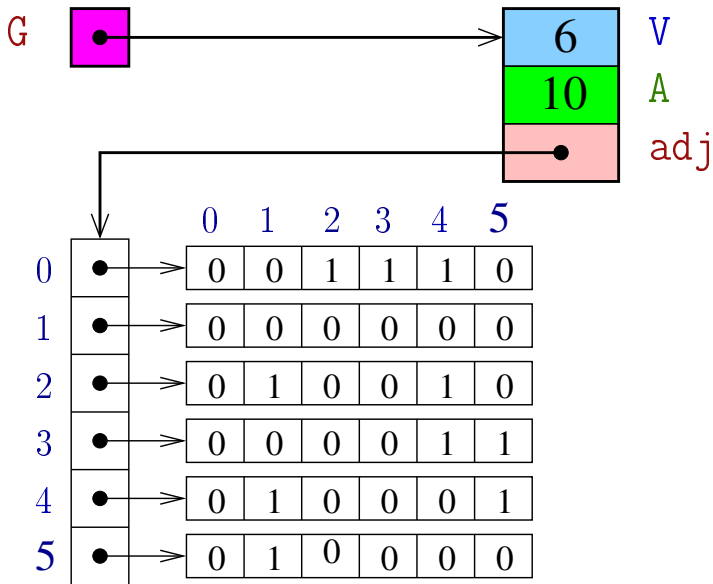 G 6 V
10 A
adj
0 1 2 3 4 5
0 0 0 1 1 1 0
1 0 0 0 0 0 0
2 0 1 0 0 1 0
3 0 0 0 0 1 1
4 0 1 0 0 0 1
5 0 1 0 0 0 0